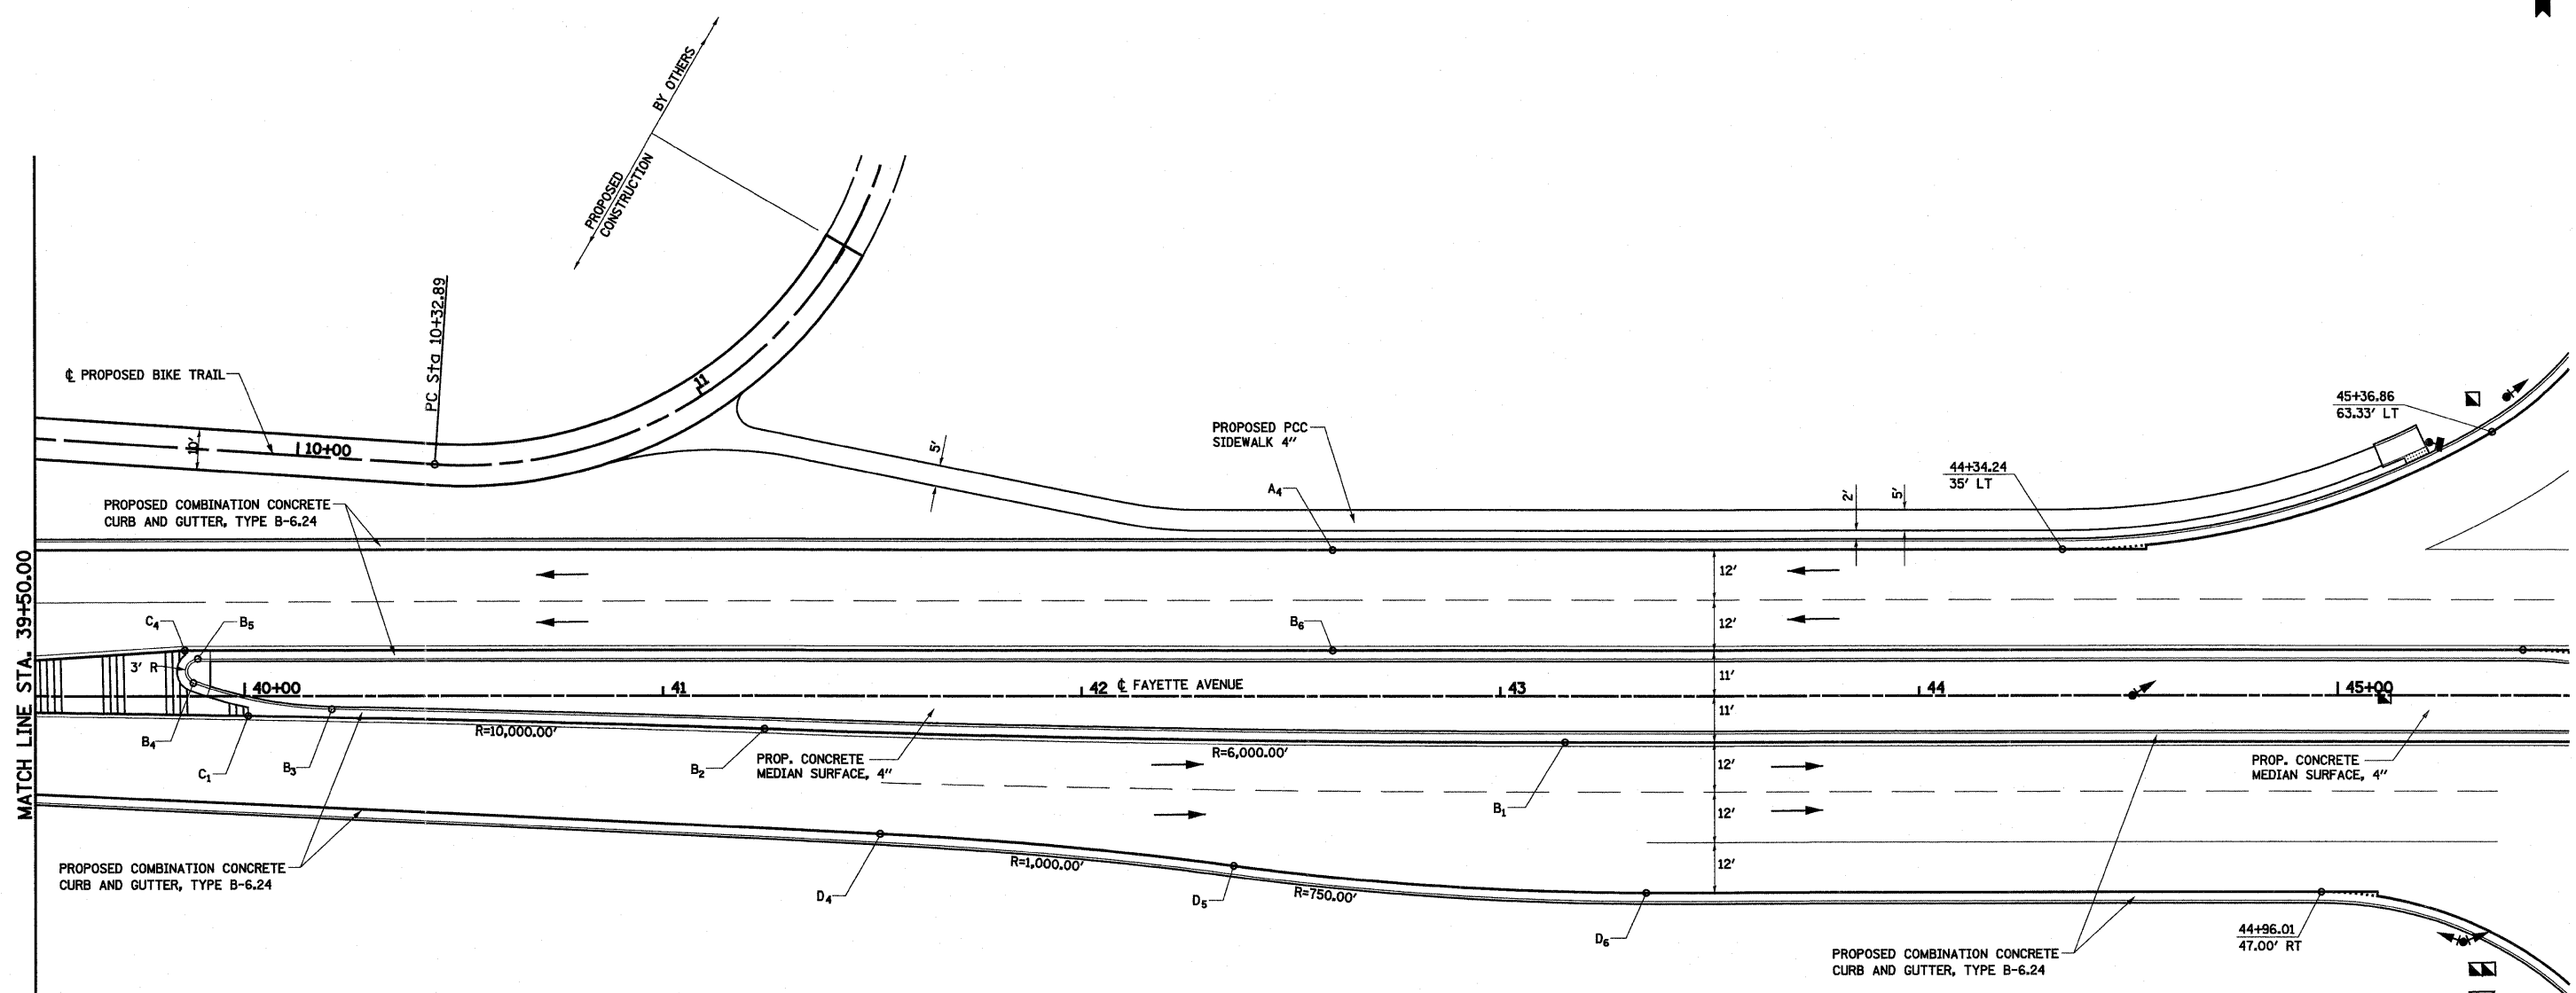 BY OTHERS
PROPOSED
CONSTRUCTION
PC Sta 10+32.89
℄ PROPOSED BIKE TRAIL
10'
10+00
11
5'
PROPOSED PCC
SIDEWALK 4"
A4
44+34.24
35' LT
2'
5'
45+36.86
63.33' LT
PROPOSED COMBINATION CONCRETE
CURB AND GUTTER, TYPE B-6.24
MATCH LINE STA. 39+50.00
12'
12'
11'
11'
12'
12'
12'
C4
B5
B6
3' R
40+00
41
42
℄ FAYETTE AVENUE
43
44
45+00
B4
C1
B3
R=10,000.00'
B2
PROP. CONCRETE
MEDIAN SURFACE, 4"
R=6,000.00'
B1
PROP. CONCRETE
MEDIAN SURFACE, 4"
PROPOSED COMBINATION CONCRETE
CURB AND GUTTER, TYPE B-6.24
D4
R=1,000.00'
D5
R=750.00'
D6
PROPOSED COMBINATION CONCRETE
CURB AND GUTTER, TYPE B-6.24
44+96.01
47.00' RT